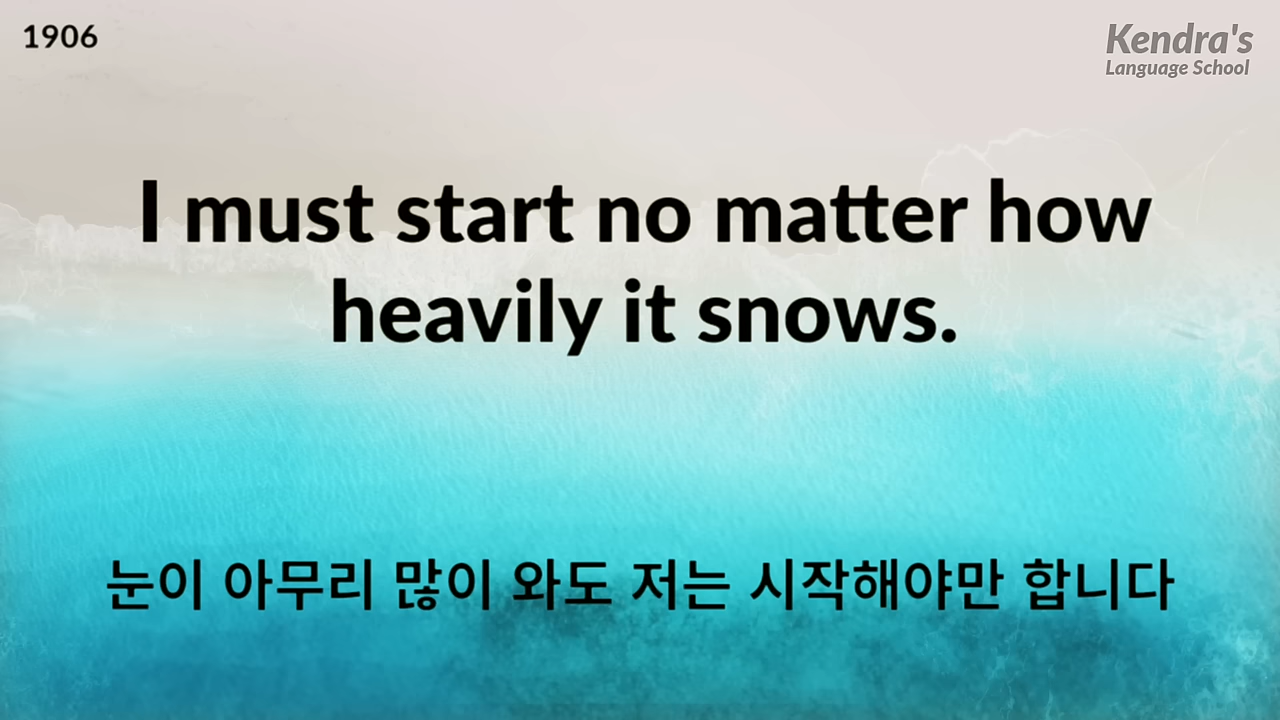 1906
Kendra's
Language School
I must start no matter how
heavily it snows.
눈이 아무리 많이 와도 저는 시작해야만 합니다